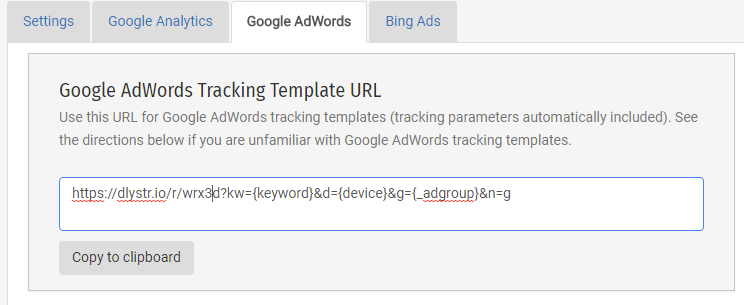 Settings Google Analytics Google AdWords Bing Ads
Google AdWords Tracking Template URL
Use this URL for Google AdWords tracking templates (tracking parameters automatically included). See
the directions below if you are unfamiliar with Google AdWords tracking templates.
https://dlystr.io/r/wrx3d?kw={keyword}&d={device}&g={_adgroup}&n=g
Copy to clipboard